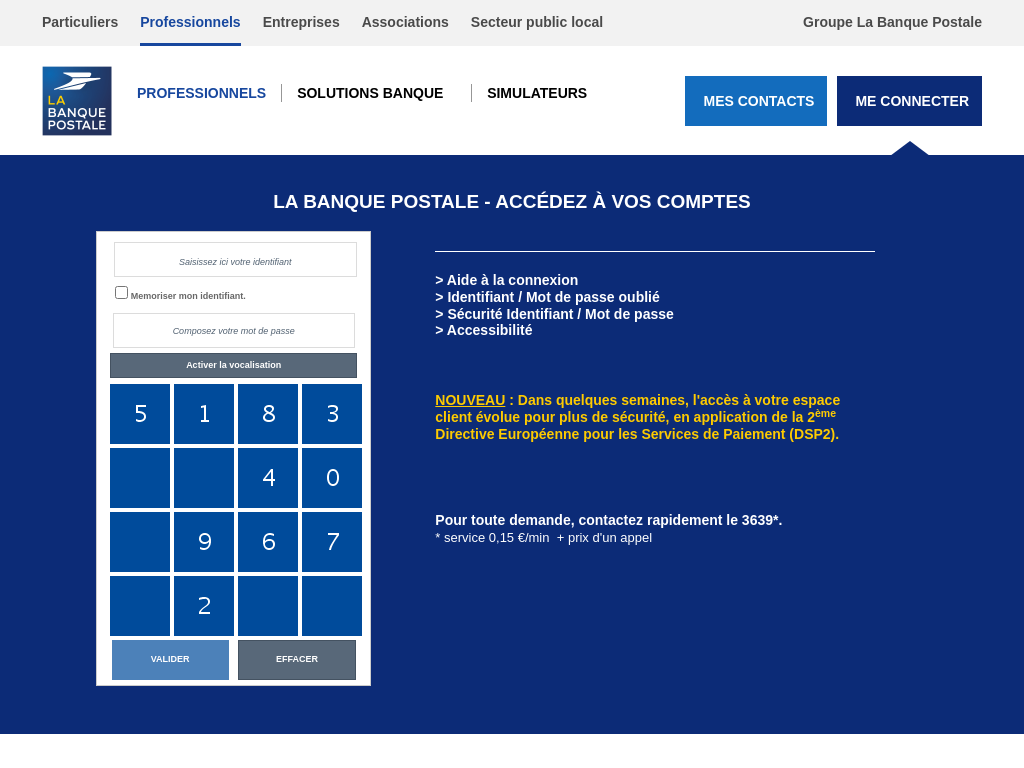 Particuliers Professionnels Entreprises Associations Secteur public local Groupe La Banque Postale
LA
BANQUE
POSTALE
PROFESSIONNELS SOLUTIONS BANQUE SIMULATEURS MES CONTACTS ME CONNECTER
LA BANQUE POSTALE - ACCÉDEZ À VOS COMPTES
Saisissez ici votre identifiant
Memoriser mon identifiant.
Composez votre mot de passe
Activer la vocalisation
5 1 8 3
4 0
9 6 7
2
VALIDER EFFACER
> Aide à la connexion
> Identifiant / Mot de passe oublié
> Sécurité Identifiant / Mot de passe
> Accessibilité
NOUVEAU : Dans quelques semaines, l'accès à votre espace
client évolue pour plus de sécurité, en application de la 2ème
Directive Européenne pour les Services de Paiement (DSP2).
Pour toute demande, contactez rapidement le 3639*.
* service 0,15 €/min  + prix d'un appel